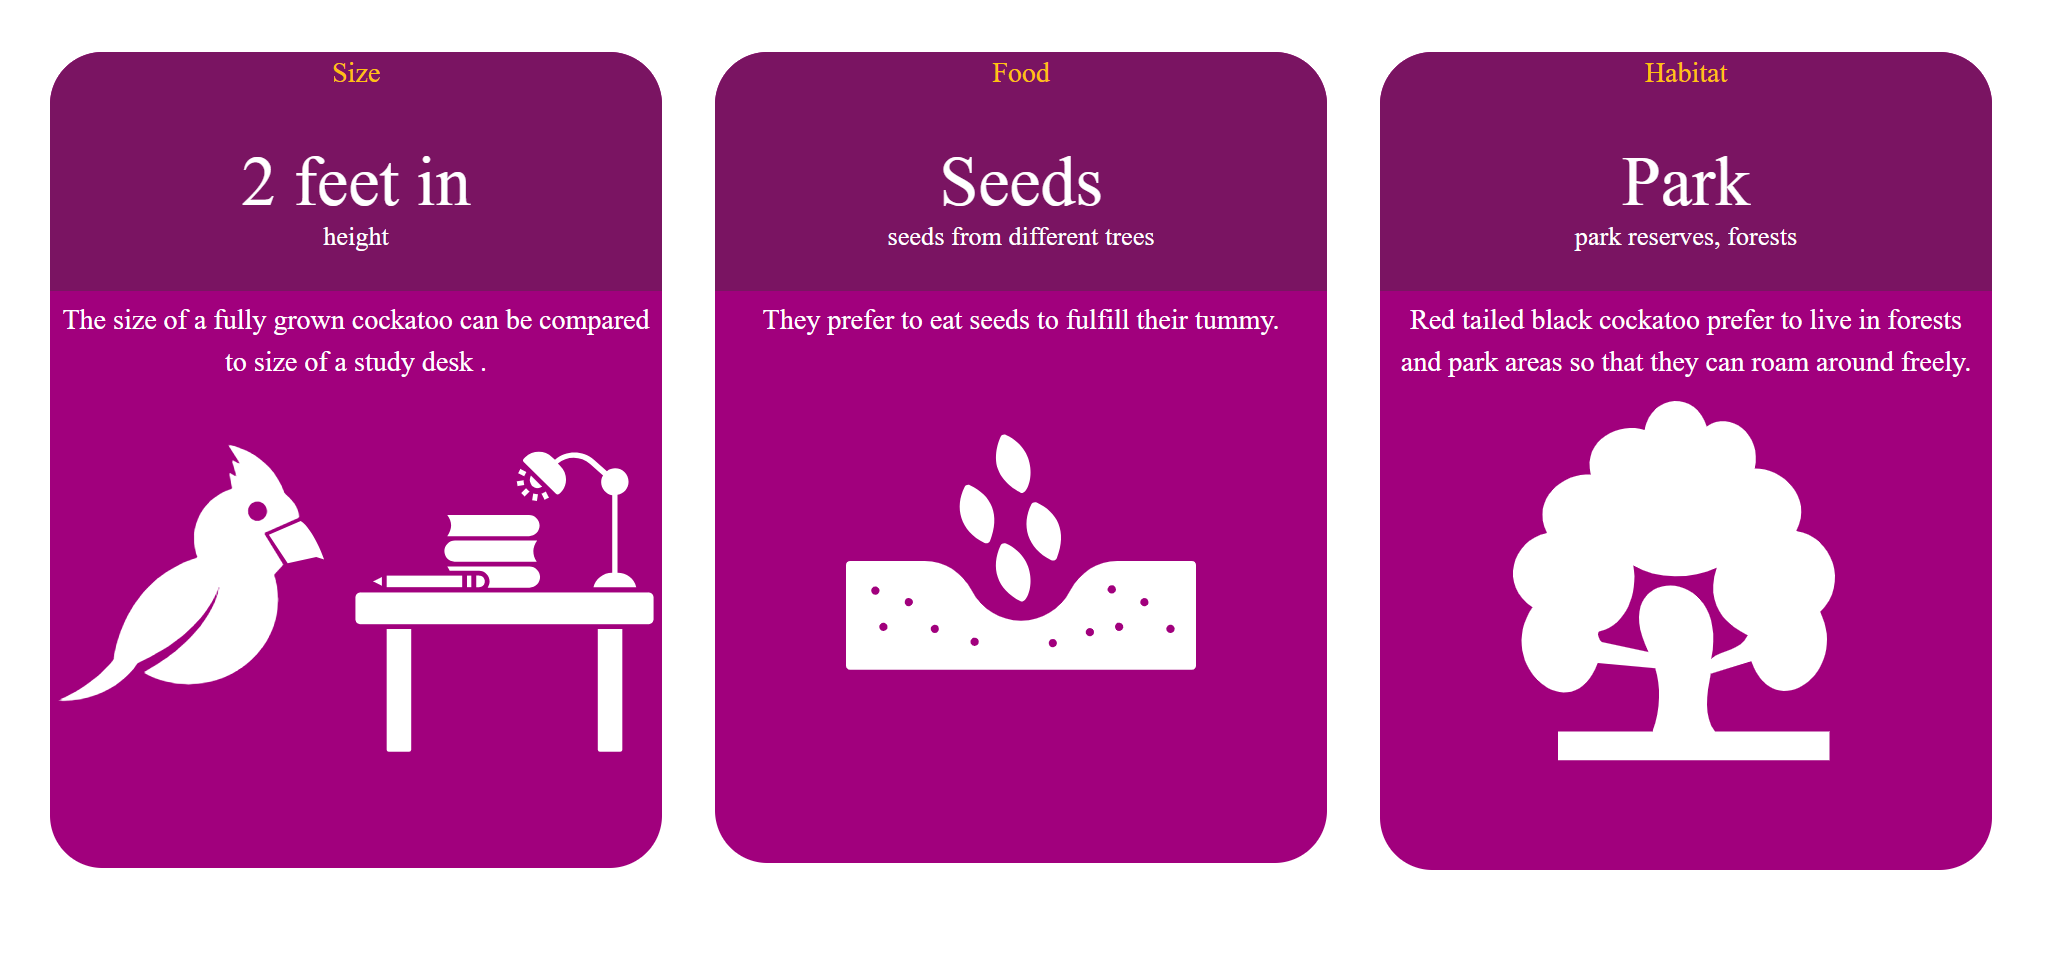 Size
2 feet in
height
The size of a fully grown cockatoo can be compared
to size of a study desk .
Food
Seeds
seeds from different trees
They prefer to eat seeds to fulfill their tummy.
Habitat
Park
park reserves, forests
Red tailed black cockatoo prefer to live in forests
and park areas so that they can roam around freely.